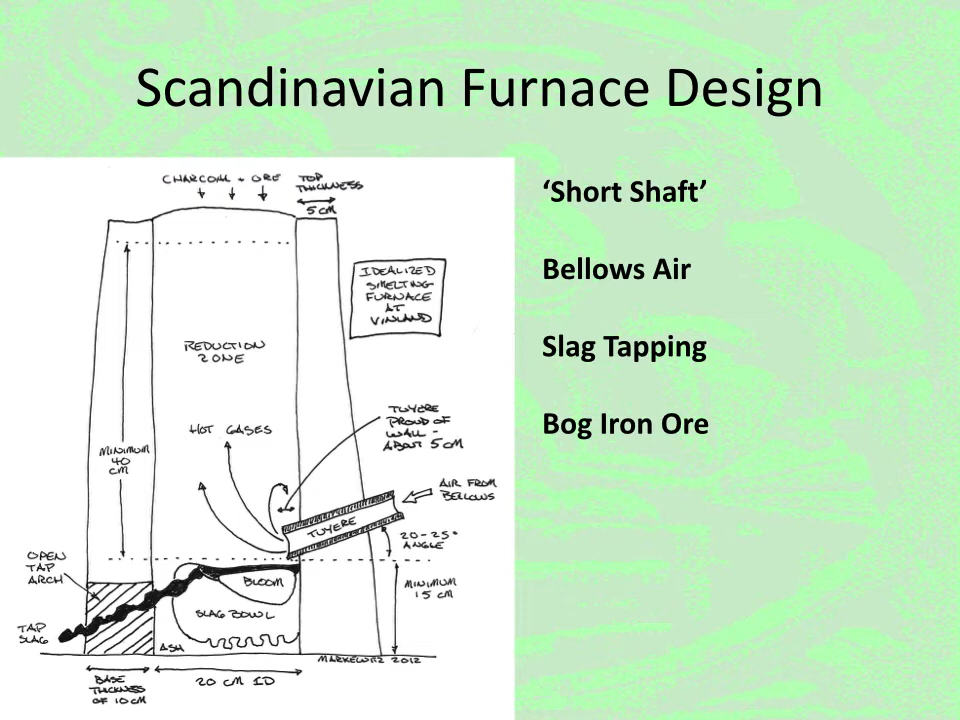 Scandinavian Furnace Design
CHARCOAL + ORE
TOP
THICKNESS
5 CM
IDEALIZED
SMELTING
FURNACE
AT
VINLAND
REDUCTION
ZONE
HOT GASES
TUYERE
PROUD OF
WALL -
ABOUT 5 CM
MINIMUM
40
CM
AIR FROM
BELLOWS
TUYERE
20-25°
ANGLE
OPEN
TAP
ARCH
BLOOM
MINIMUM
15 CM
SLAG BOWL
TAP
SLAG
ASH
MARKEWITZ 2012
BASE
THICKNESS
OF 10 CM
20 CM ID
‘Short Shaft’
Bellows Air
Slag Tapping
Bog Iron Ore